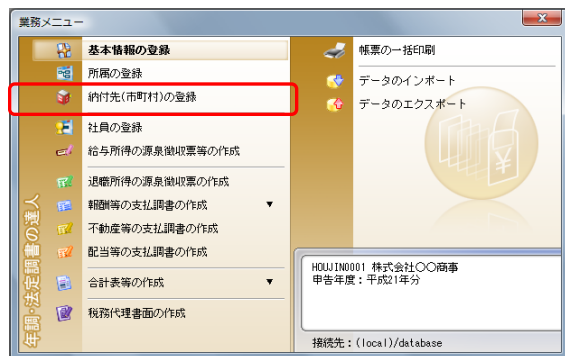 業務メニュー
基本情報の登録
所属の登録
納付先(市町村)の登録
社員の登録
給与所得の源泉徴収票等の作成
退職所得の源泉徴収票の作成
報酬等の支払調書の作成 ▼
不動産等の支払調書の作成
配当等の支払調書の作成
合計表等の作成 ▼
税務代理書面の作成
年調・法定調書の達人
帳票の一括印刷
データのインポート
データのエクスポート
¥
HOUJIN0001 株式会社〇〇商事
申告年度：平成21年分
接続先：(local)/database